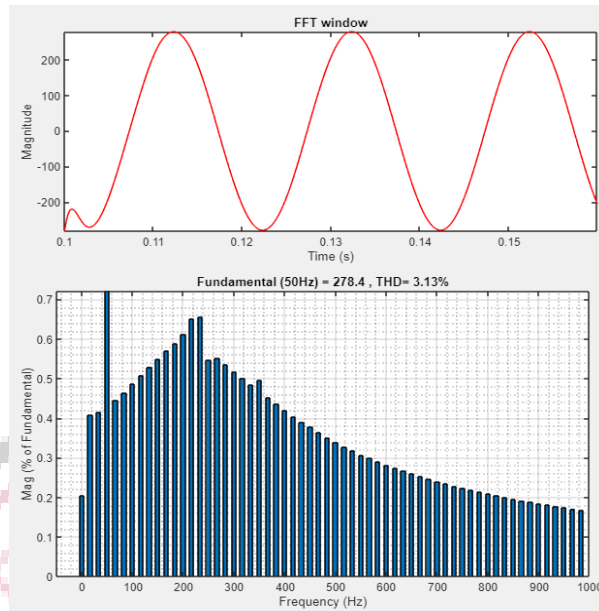 FFT window
Magnitude
200
100
0
-100
-200
0.1 0.11 0.12 0.13 0.14 0.15
Time (s)
Fundamental (50Hz) = 278.4 , THD= 3.13%
Mag (% of Fundamental)
0.7
0.6
0.5
0.4
0.3
0.2
0.1
0
0 100 200 300 400 500 600 700 800 900 1000
Frequency (Hz)